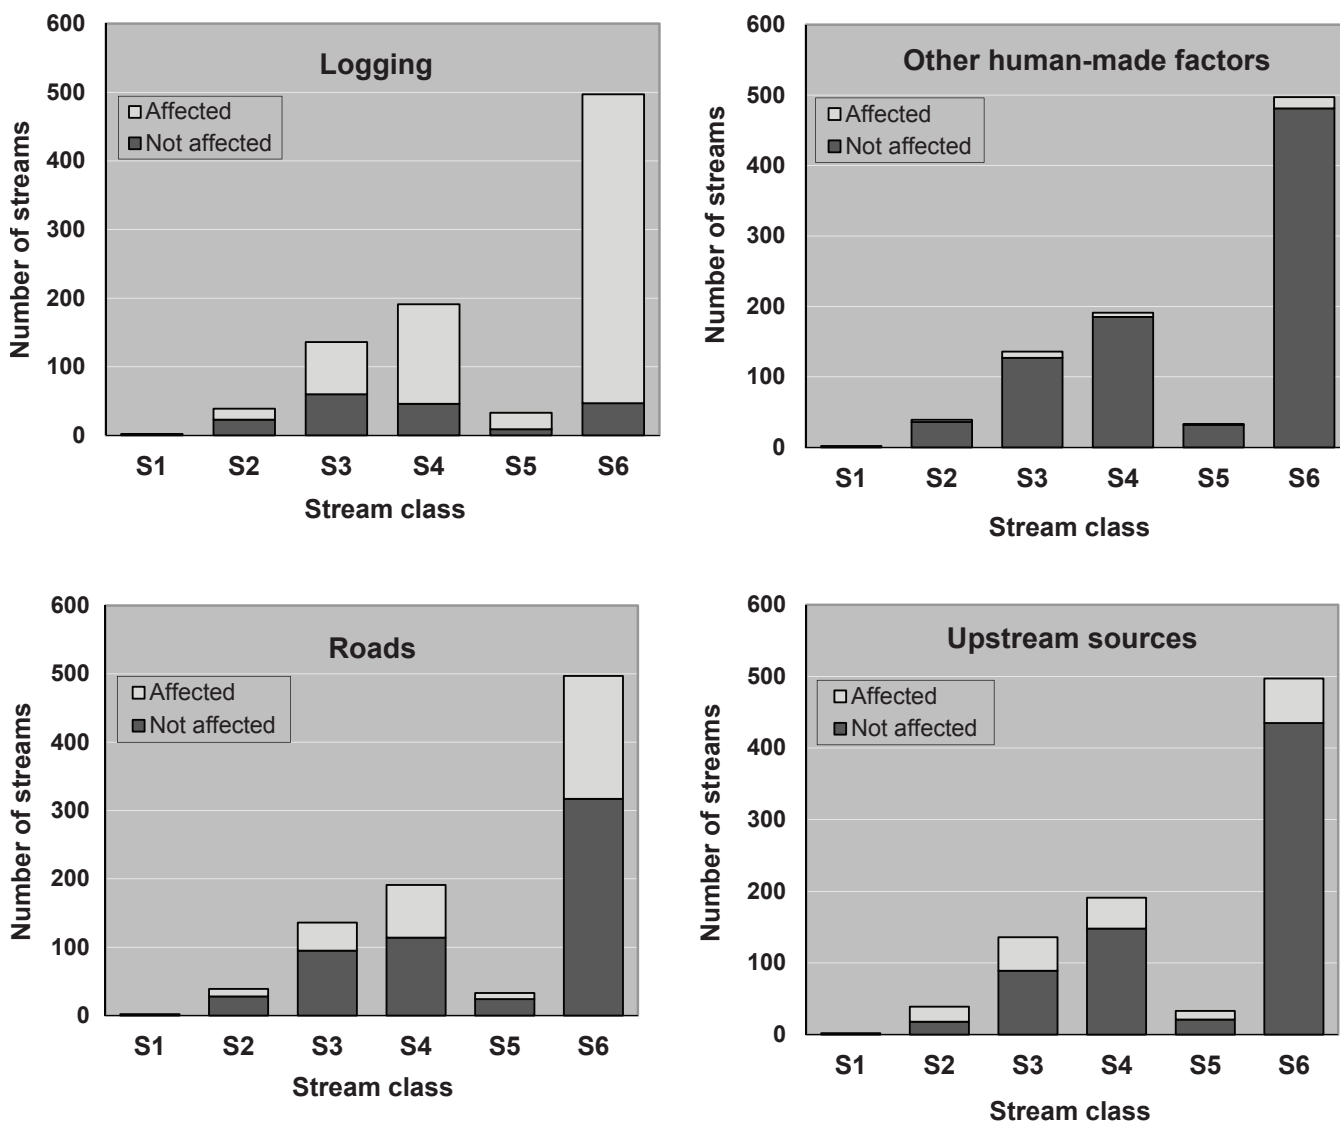 Logging
Affected
Not affected
Number of streams
600
500
400
300
200
100
0
S1 S2 S3 S4 S5 S6
Stream class
Other human-made factors
Affected
Not affected
Number of streams
600
500
400
300
200
100
0
S1 S2 S3 S4 S5 S6
Stream class
Roads
Affected
Not affected
Number of streams
600
500
400
300
200
100
0
S1 S2 S3 S4 S5 S6
Stream class
Upstream sources
Affected
Not affected
Number of streams
600
500
400
300
200
100
0
S1 S2 S3 S4 S5 S6
Stream class